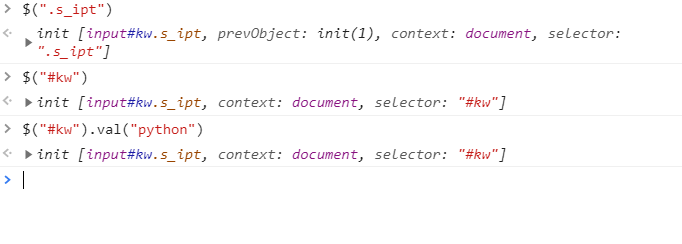 $(".s_ipt")
init [input#kw.s_ipt, prevObject: init(1), context: document, selector:
".s_ipt"]
$("#kw")
init [input#kw.s_ipt, context: document, selector: "#kw"]
$("#kw").val("python")
init [input#kw.s_ipt, context: document, selector: "#kw"]